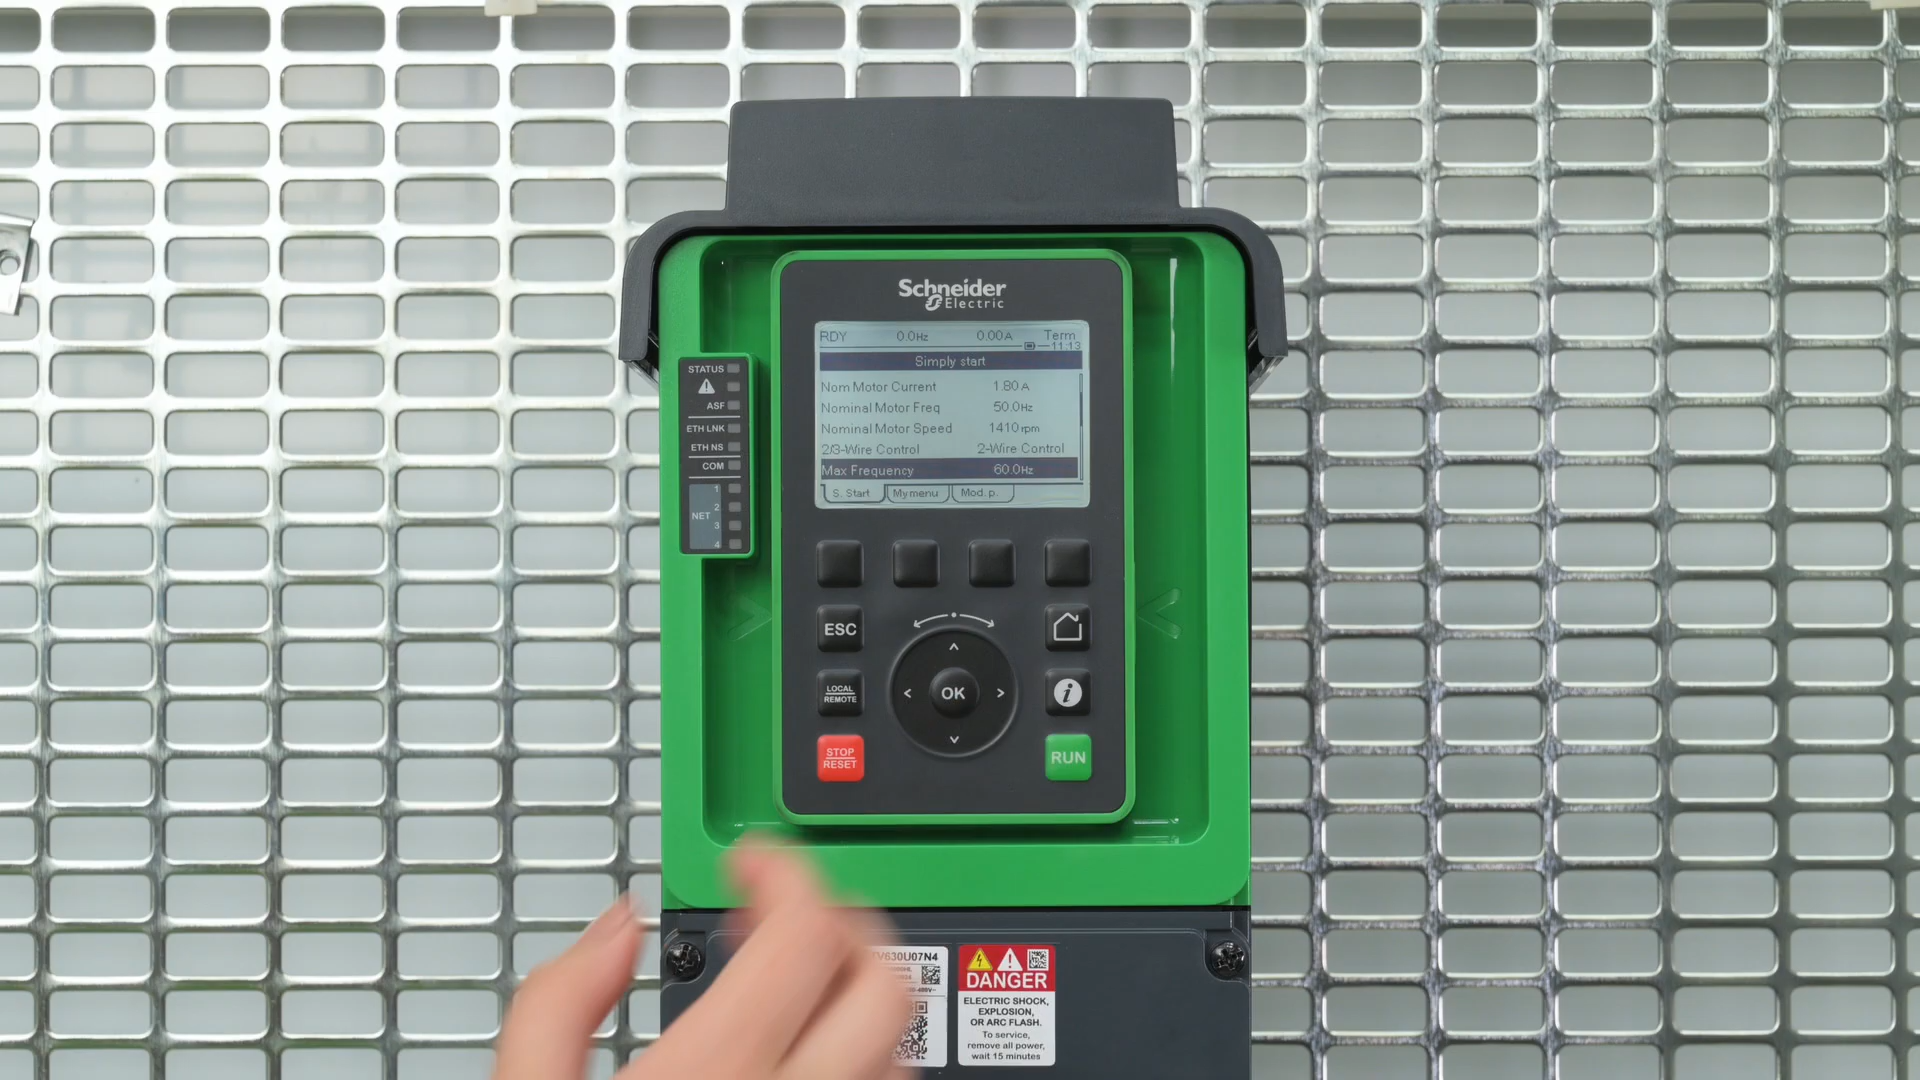 Schneider
Electric
RDY 0.0Hz 0.00A Term
11:13
Simply start
Nom Motor Current 1.80 A
Nominal Motor Freq 50.0Hz
Nominal Motor Speed 1410 rpm
2/3-Wire Control 2-Wire Control
Max Frequency 60.0Hz
S. Start My menu Mod. p.
STATUS
ASF
ETH LNK
ETH NS
COM
NET
1
2
3
4
ESC
LOCAL
REMOTE
OK
i
STOP
RESET
RUN
TV630U07N4
DANGER
ELECTRIC SHOCK,
EXPLOSION,
OR ARC FLASH.
To service,
remove all power,
wait 15 minutes